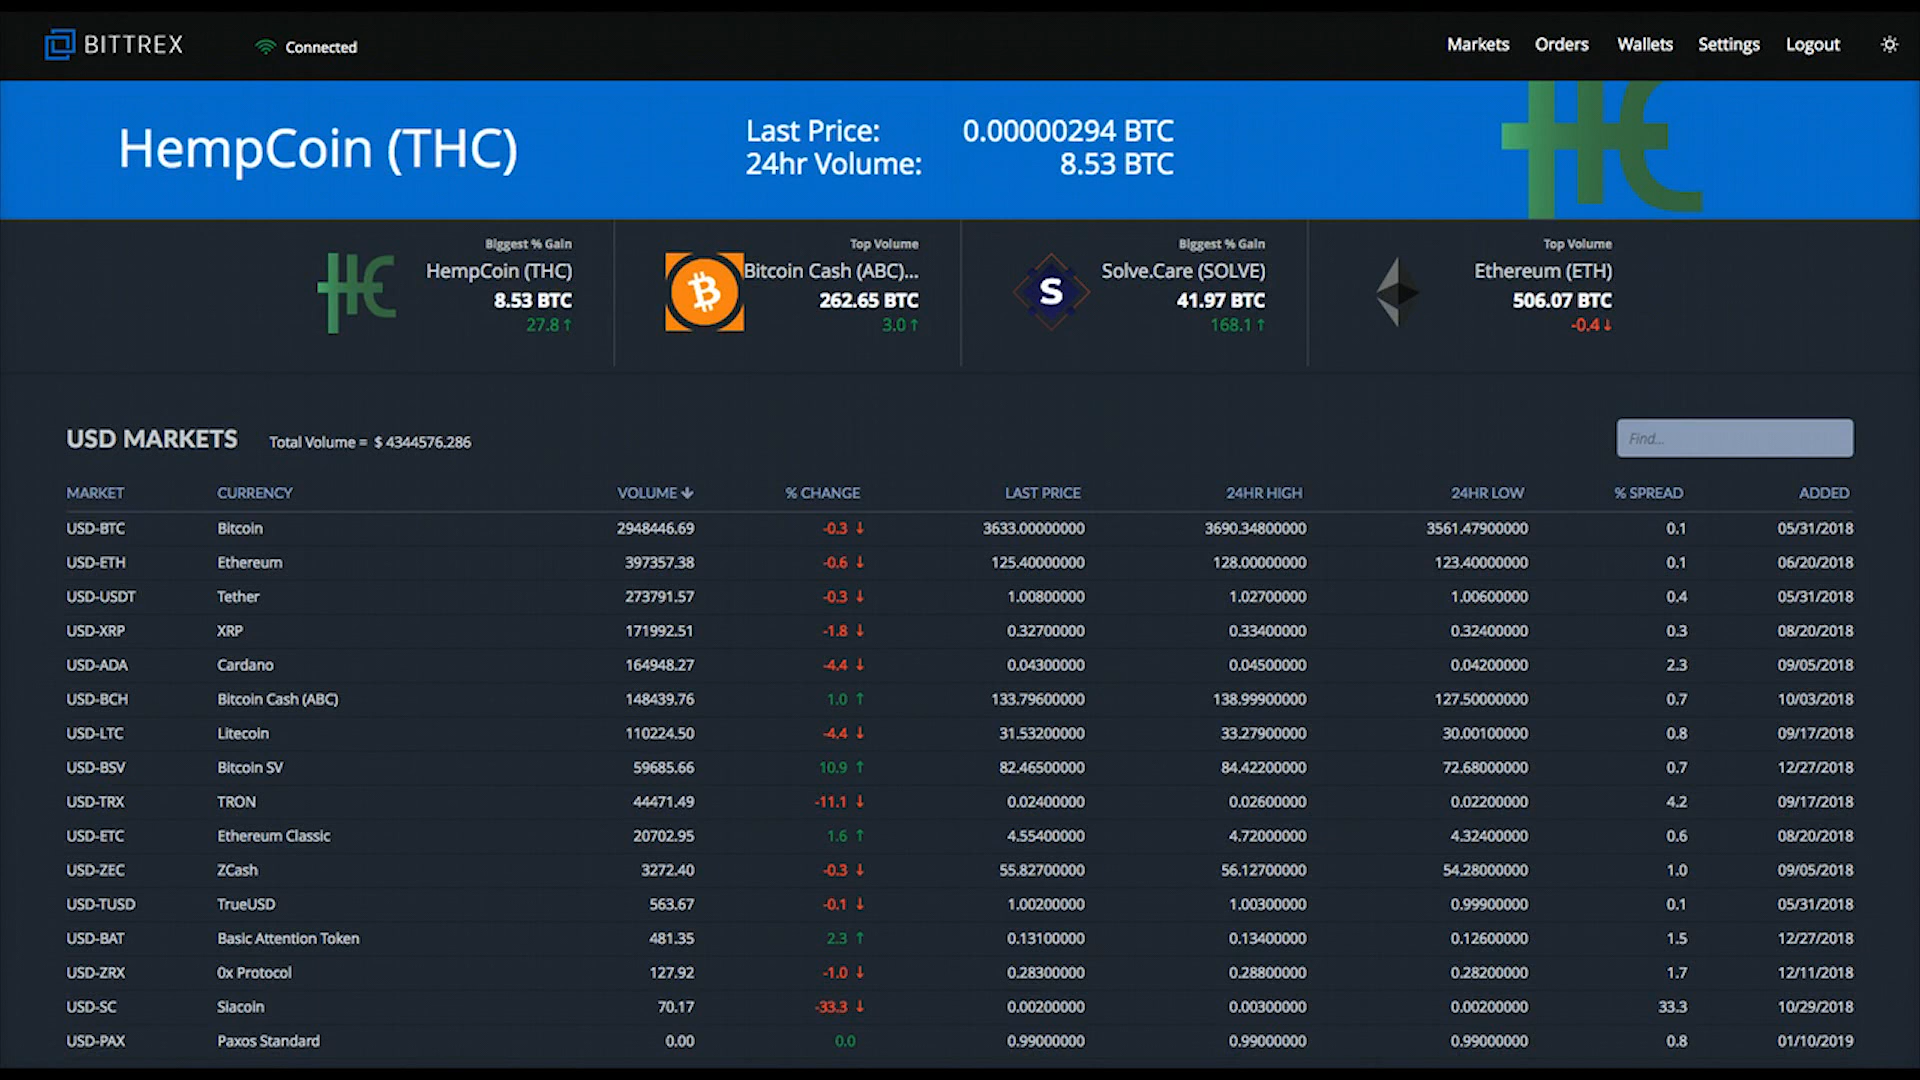 BITTREX Connected Markets Orders Wallets Settings Logout
HempCoin (THC)
Last Price: 0.00000294 BTC
24hr Volume: 8.53 BTC
Biggest % Gain
HempCoin (THC)
8.53 BTC
27.8 ↑
Top Volume
Bitcoin Cash (ABC)...
262.65 BTC
3.0 ↑
S
Biggest % Gain
Solve.Care (SOLVE)
41.97 BTC
168.1 ↑
Top Volume
Ethereum (ETH)
506.07 BTC
-0.4 ↓
USD MARKETS Total Volume = $ 4344576.286 Find...
MARKET CURRENCY VOLUME ↓ % CHANGE LAST PRICE 24HR HIGH 24HR LOW % SPREAD ADDED
USD-BTC Bitcoin 2948446.69 -0.3 ↓ 3633.00000000 3690.34800000 3561.47900000 0.1 05/31/2018
USD-ETH Ethereum 397357.38 -0.6 ↓ 125.40000000 128.00000000 123.40000000 0.1 06/20/2018
USD-USDT Tether 273791.57 -0.3 ↓ 1.00800000 1.02700000 1.00600000 0.4 05/31/2018
USD-XRP XRP 171992.51 -1.8 ↓ 0.32700000 0.33400000 0.32400000 0.3 08/20/2018
USD-ADA Cardano 164948.27 -4.4 ↓ 0.04300000 0.04500000 0.04200000 2.3 09/05/2018
USD-BCH Bitcoin Cash (ABC) 148439.76 1.0 ↑ 133.79600000 138.99900000 127.50000000 0.7 10/03/2018
USD-LTC Litecoin 110224.50 -4.4 ↓ 31.53200000 33.27900000 30.00100000 0.8 09/17/2018
USD-BSV Bitcoin SV 59685.66 10.9 ↑ 82.46500000 84.42200000 72.68000000 0.7 12/27/2018
USD-TRX TRON 44471.49 -11.1 ↓ 0.02400000 0.02600000 0.02200000 4.2 09/17/2018
USD-ETC Ethereum Classic 20702.95 1.6 ↑ 4.55400000 4.72000000 4.32400000 0.6 08/20/2018
USD-ZEC ZCash 3272.40 -0.3 ↓ 55.82700000 56.12700000 54.28000000 1.0 09/05/2018
USD-TUSD TrueUSD 563.67 -0.1 ↓ 1.00200000 1.00300000 0.99900000 0.1 05/31/2018
USD-BAT Basic Attention Token 481.35 2.3 ↑ 0.13100000 0.13400000 0.12600000 1.5 12/27/2018
USD-ZRX 0x Protocol 127.92 -1.0 ↓ 0.28300000 0.28800000 0.28200000 1.7 12/11/2018
USD-SC Siacoin 70.17 -33.3 ↓ 0.00200000 0.00300000 0.00200000 33.3 10/29/2018
USD-PAX Paxos Standard 0.00 0.0 0.99000000 0.99000000 0.99000000 0.8 01/10/2019